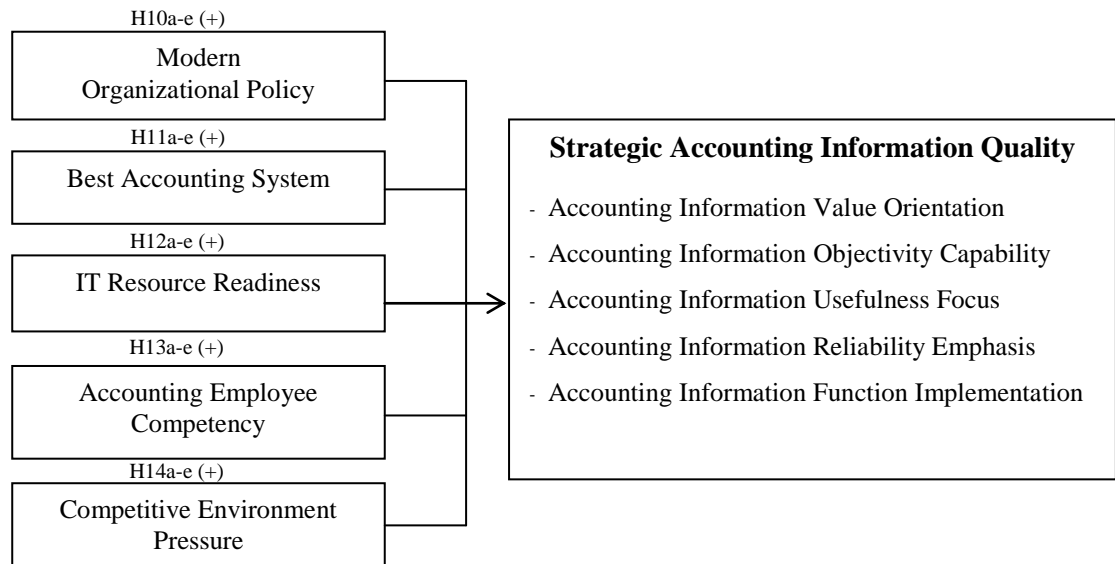 H10a-e (+)
Modern
Organizational Policy
H11a-e (+)
Best Accounting System
H12a-e (+)
IT Resource Readiness
H13a-e (+)
Accounting Employee
Competency
H14a-e (+)
Competitive Environment
Pressure
Strategic Accounting Information Quality
- Accounting Information Value Orientation
- Accounting Information Objectivity Capability
- Accounting Information Usefulness Focus
- Accounting Information Reliability Emphasis
- Accounting Information Function Implementation